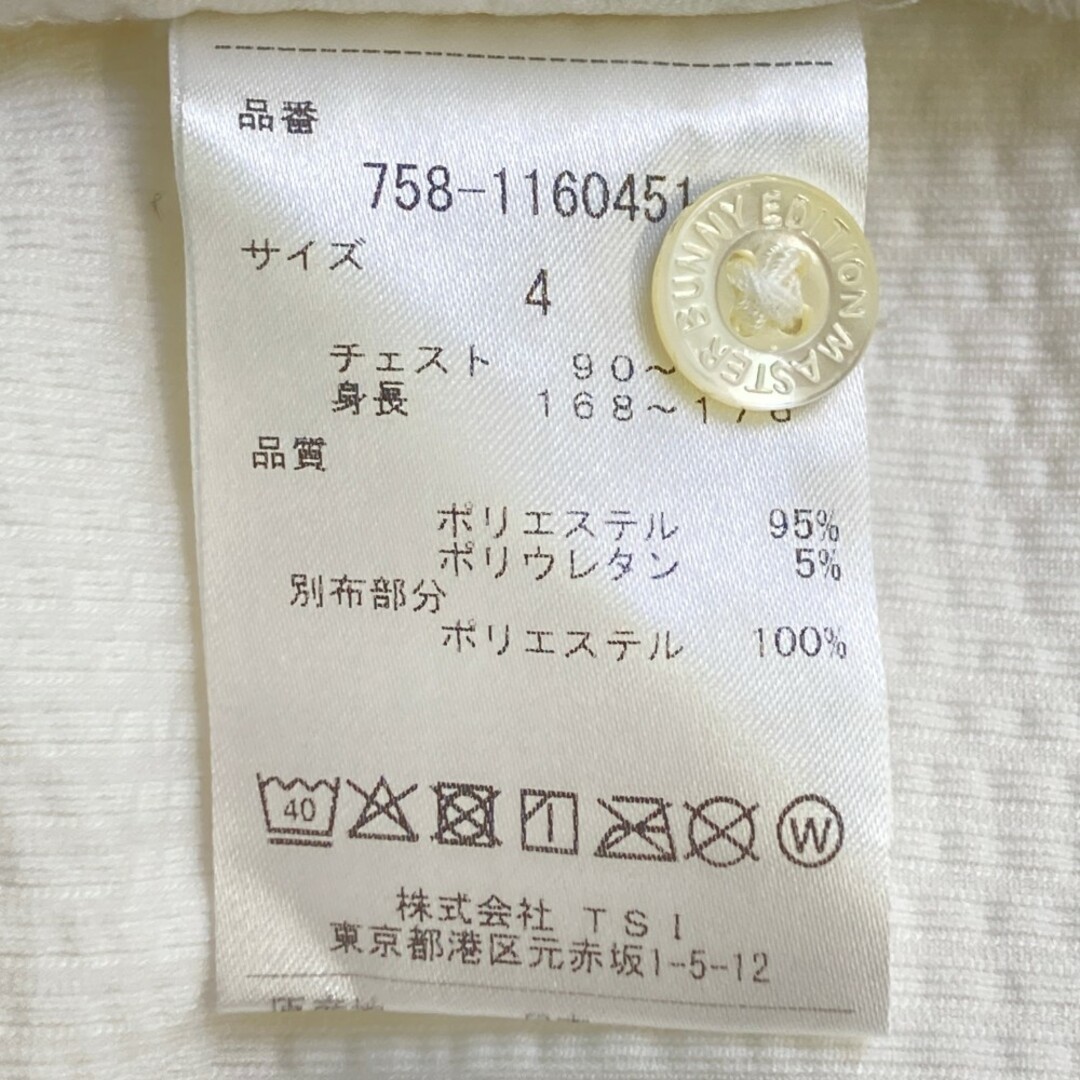 品番
758-1160451
サイズ
4
チェスト 90~
身長 168~176
品質
ポリエステル 95%
ポリウレタン 5%
別布部分
ポリエステル 100%
40
W
株式会社 TSI
東京都港区元赤坂1-5-12
MASTER BUNNY EDITION